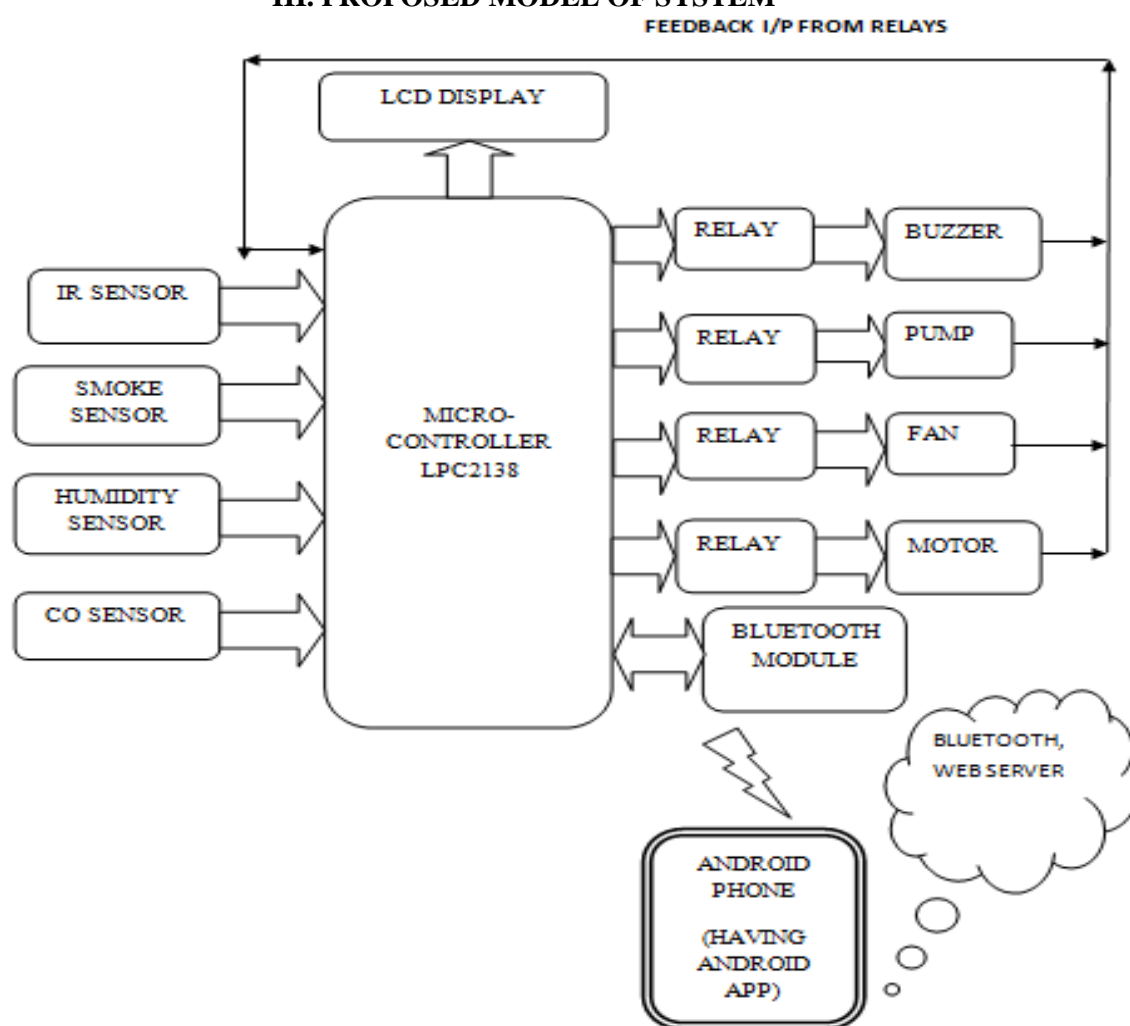 III. PROPOSED MODEL OF SYSTEM
FEEDBACK I/P FROM RELAYS
LCD DISPLAY
IR SENSOR
SMOKE
SENSOR
HUMIDITY
SENSOR
CO SENSOR
MICRO-
CONTROLLER
LPC2138
RELAY
BUZZER
RELAY
PUMP
RELAY
FAN
RELAY
MOTOR
BLUETOOTH
MODULE
BLUETOOTH,
WEB SERVER
ANDROID
PHONE
(HAVING
ANDROID
APP)